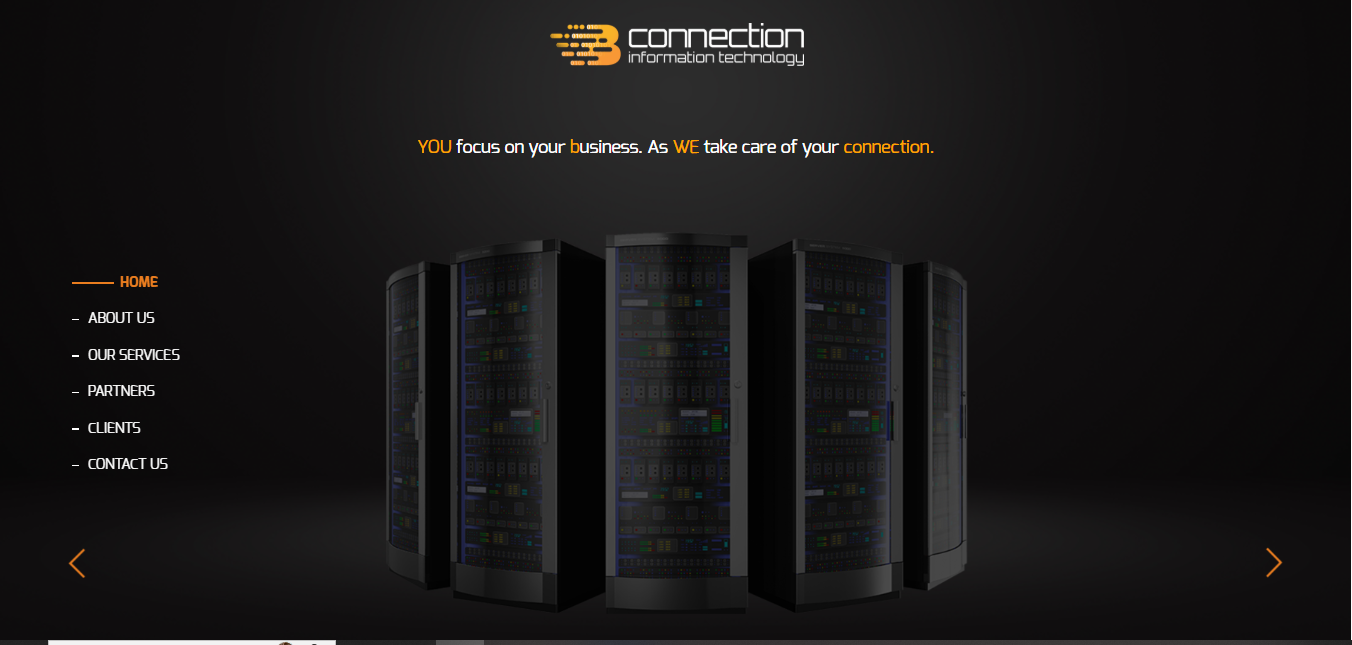 connection
information technology
YOU focus on your business. As WE take care of your connection.
HOME
ABOUT US
OUR SERVICES
PARTNERS
CLIENTS
CONTACT US